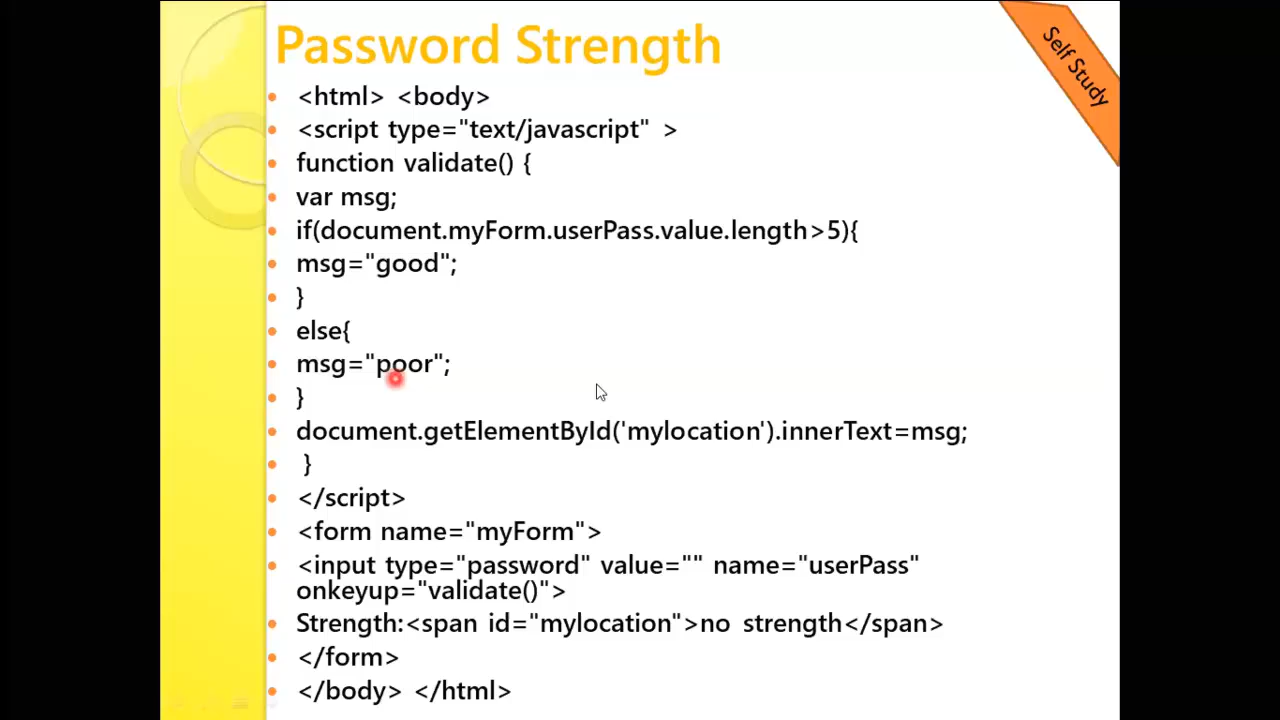 Password Strength
Self Study
<html> <body>
<script type="text/javascript" >
function validate() {
var msg;
if(document.myForm.userPass.value.length>5){
msg="good";
}
else{
msg="poor";
}
document.getElementById('mylocation').innerText=msg;
}
</script>
<form name="myForm">
<input type="password" value="" name="userPass"
onkeyup="validate()">
Strength:<span id="mylocation">no strength</span>
</form>
</body> </html>